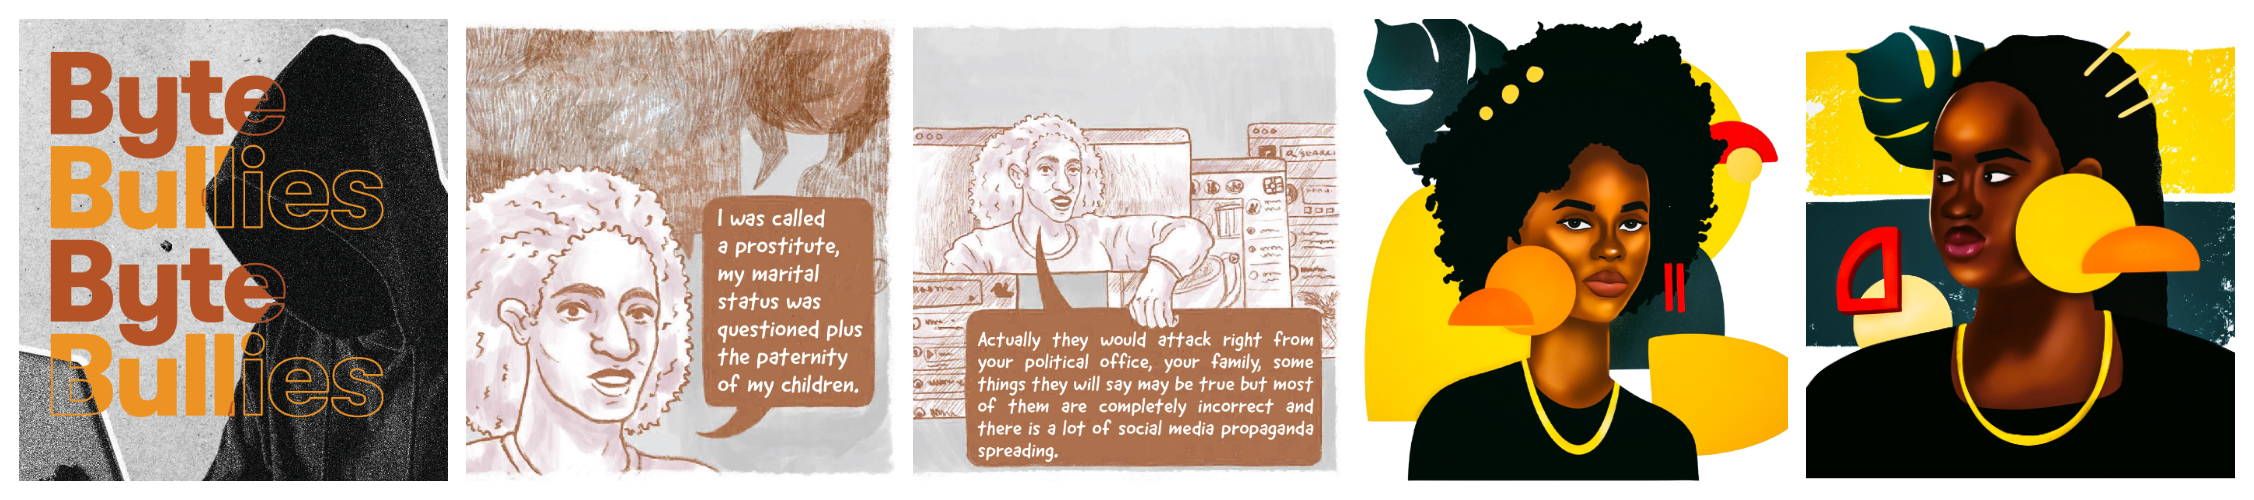 Byte
Bullies
Byte
Bullies
I was called
a prostitute,
my marital
status was
questioned plus
the paternity
of my children.
SEARC
Actually they would attack right from
your political office, your family, some
things they will say may be true but most
of them are completely incorrect and
there is a lot of social media propaganda
spreading.